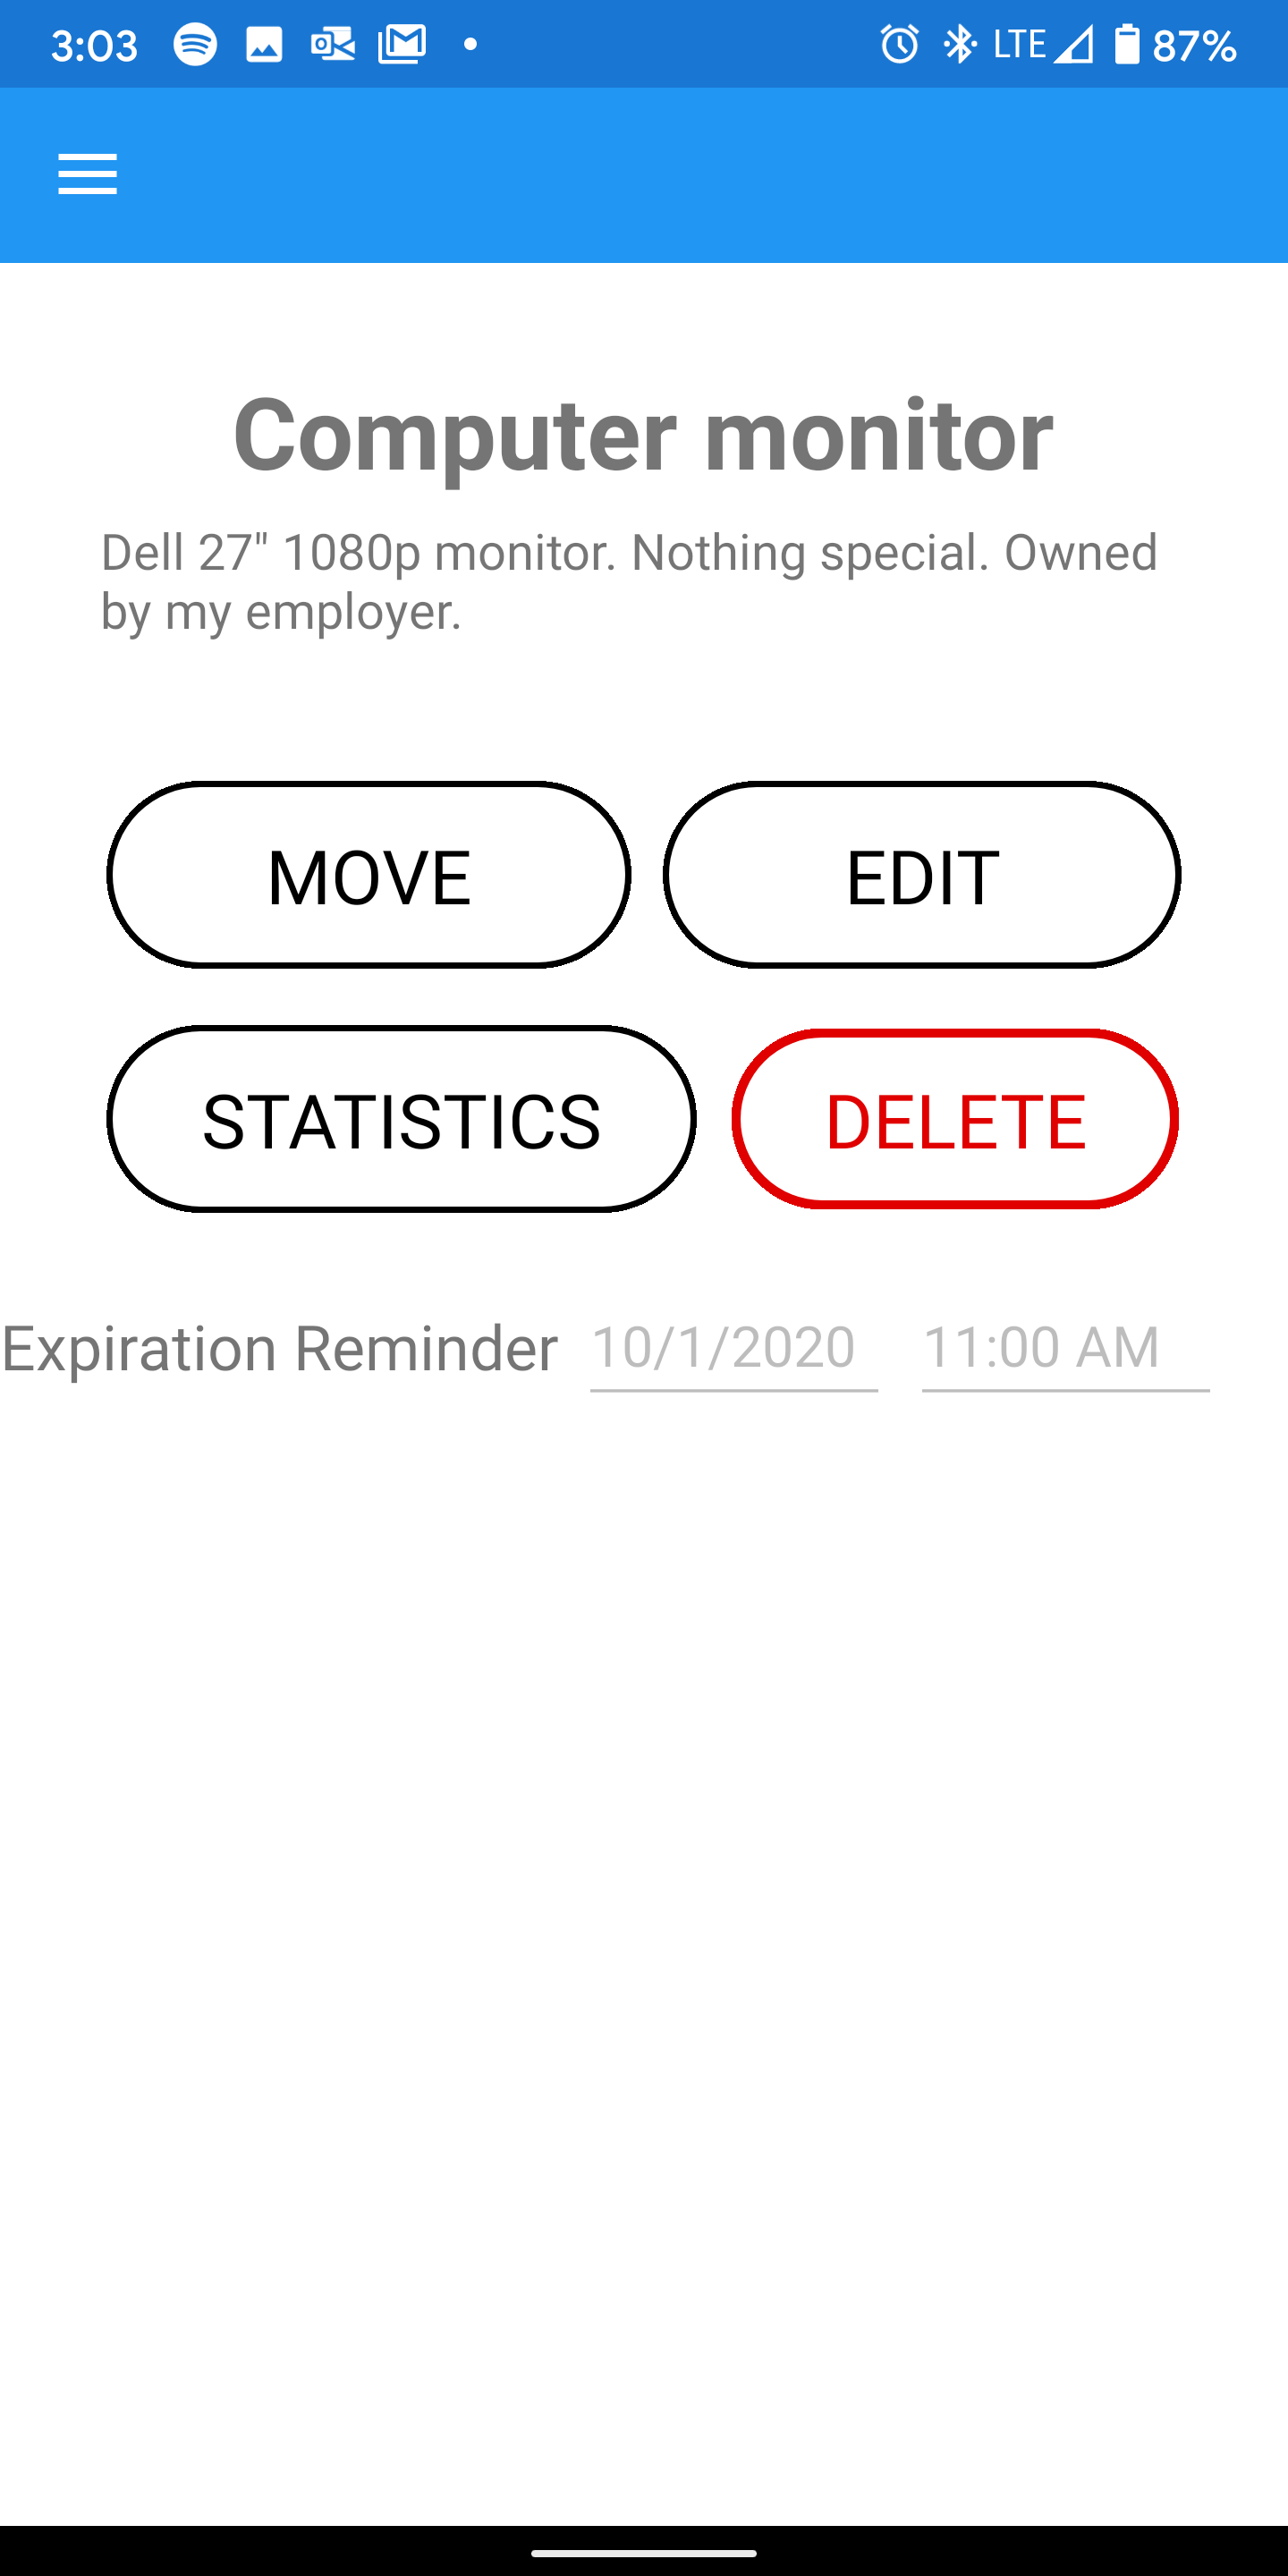 3:03 LTE 87%
Computer monitor
Dell 27" 1080p monitor. Nothing special. Owned
by my employer.
MOVE EDIT
STATISTICS DELETE
Expiration Reminder 10/1/2020 11:00 AM